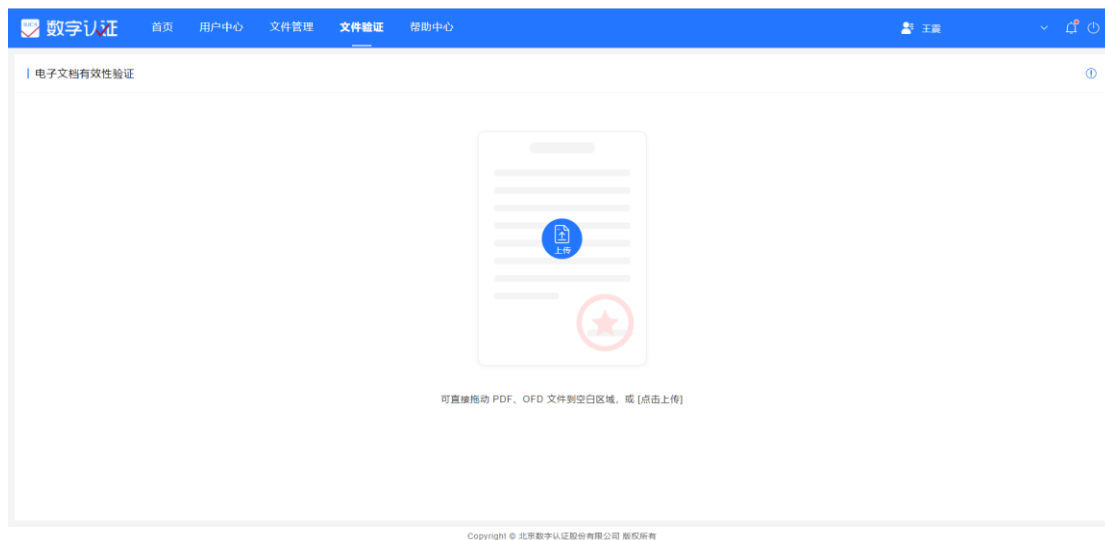 数字认证 首页 用户中心 文件管理 文件验证 帮助中心 王震
电子文档有效性验证
上传
可直接拖动 PDF、OFD 文件到空白区域，或 [点击上传]
Copyright © 北京数字认证股份有限公司 版权所有